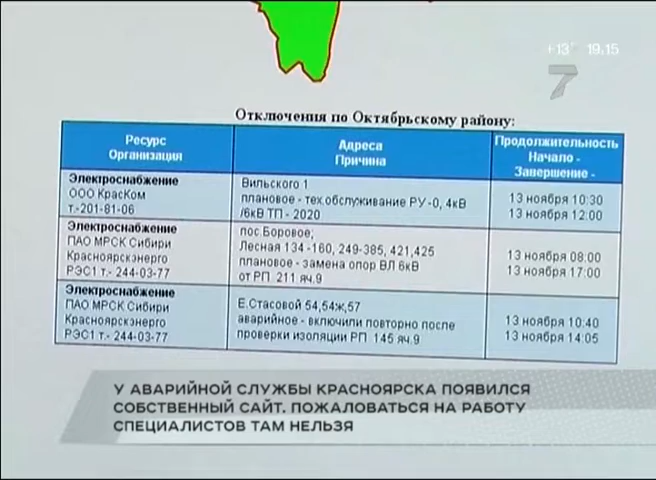 +13° 19.15
7
Отключения по Октябрьскому району:
Ресурс
Организация
Адреса
Причина
Продолжительность
Начало -
Завершение -
Электроснабжение
ООО КрасКом
т.-201-81-06
Вильского 1
плановое - тех.обслуживание РУ-0, 4кВ
/6кВ ТП - 2020
13 ноября 10:30
13 ноября 12:00
Электроснабжение
ПАО МРСК Сибири
Красноярскэнерго
РЭС1 т.- 244-03-77
пос.Боровое;
Лесная 134 -160, 249-385, 421,425
плановое - замена опор ВЛ 6кВ
от РП 211 яч.9
13 ноября 08:00
13 ноября 17:00
Электроснабжение
ПАО МРСК Сибири
Красноярскэнерго
РЭС1 т.- 244-03-77
Е.Стасовой 54,54ж,57
аварийное - включили повторно после
проверки изоляции РП 145 яч.9
13 ноября 10:40
13 ноября 14:05
У АВАРИЙНОЙ СЛУЖБЫ КРАСНОЯРСКА ПОЯВИЛСЯ
СОБСТВЕННЫЙ САЙТ. ПОЖАЛОВАТЬСЯ НА РАБОТУ
СПЕЦИАЛИСТОВ ТАМ НЕЛЬЗЯ